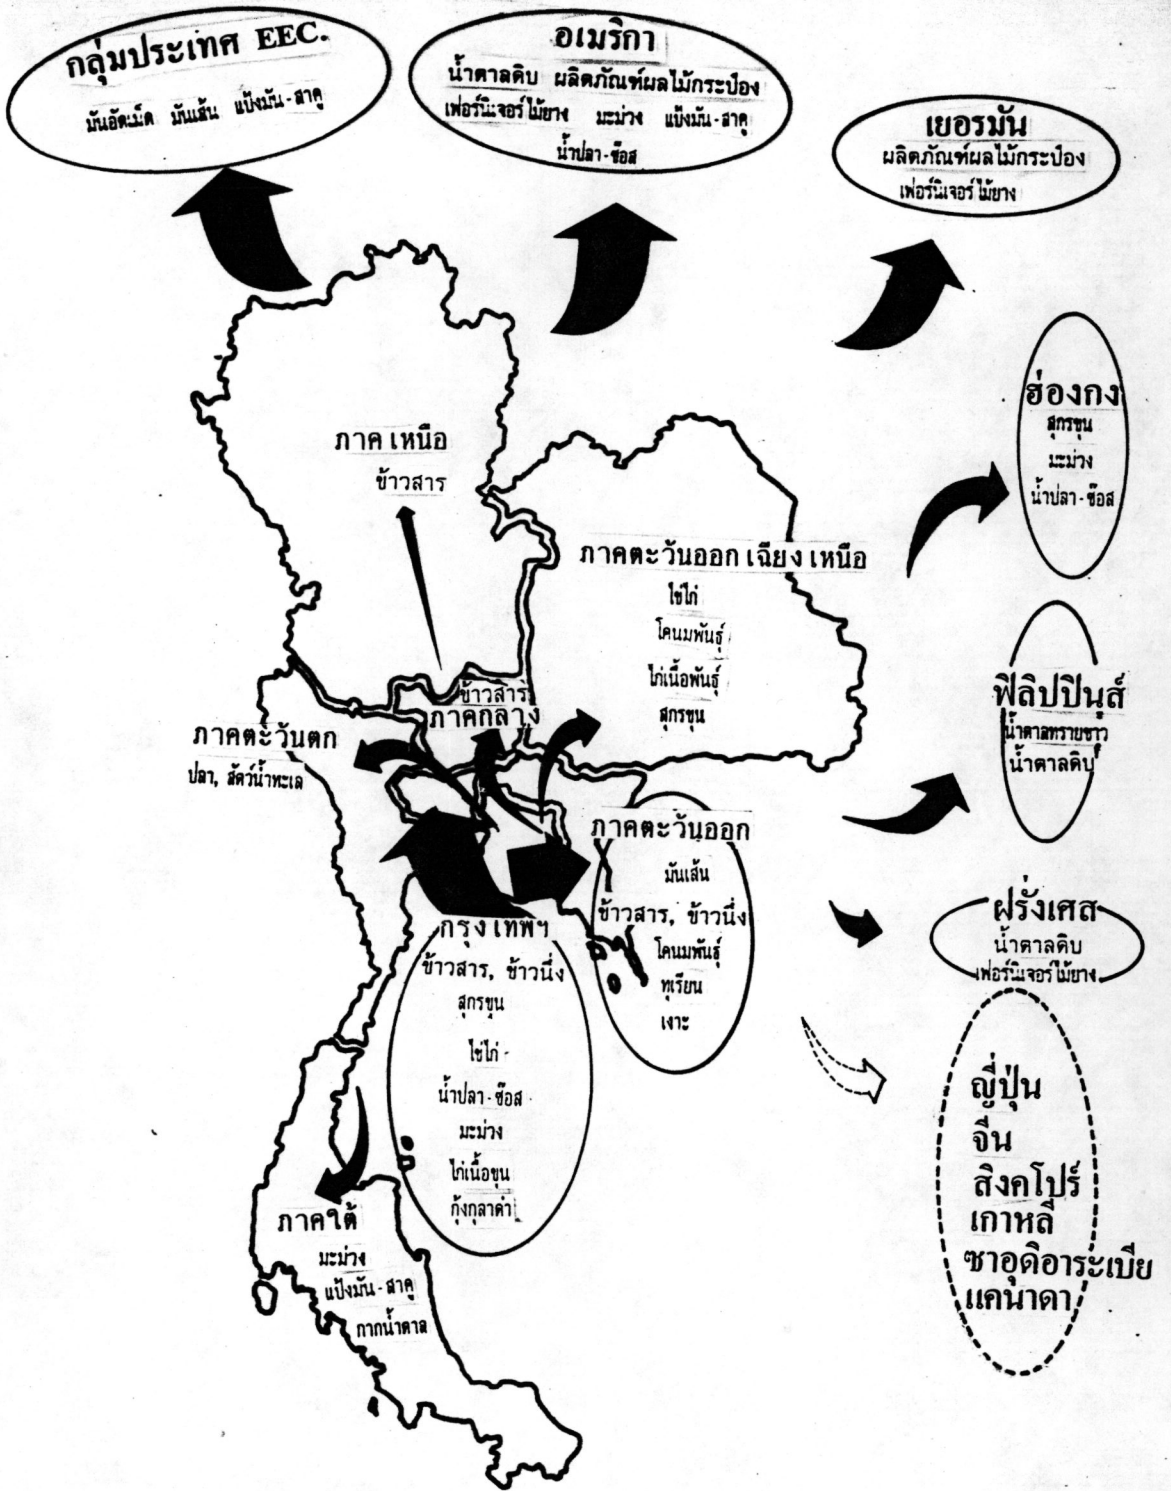 กลุ่มประเทศ EEC.
มันอัดเม็ด มันเส้น แป้งมัน-สาคู
อเมริกา
น้ำตาลดิบ ผลิตภัณฑ์ผลไม้กระป๋อง
เฟอร์นิเจอร์ไม้ยาง มะม่วง แป้งมัน-สาคู
น้ำปลา-ซ๊อส
เยอรมัน
ผลิตภัณฑ์ผลไม้กระป๋อง
เฟอร์นิเจอร์ไม้ยาง
ฮ่องกง
สุกรขุน
มะม่วง
น้ำปลา-ซ๊อส
ภาคเหนือ
ข้าวสาร
ภาคตะวันออกเฉียงเหนือ
ไข่ไก่
โคนมพันธุ์
ไก่เนื้อพันธุ์
สุกรขุน
ฟิลิปปินส์
น้ำตาลทรายขาว
น้ำตาลดิบ
ข้าวสาร
ภาคกลาง
ภาคตะวันตก
ปลา, สัตว์น้ำทะเล
ภาคตะวันออก
มันเส้น
ข้าวสาร, ข้าวนึ่ง
โคนมพันธุ์
ทุเรียน
เงาะ
ฝรั่งเศส
น้ำตาลดิบ
เฟอร์นิเจอร์ไม้ยาง
กรุงเทพฯ
ข้าวสาร, ข้าวนึ่ง
สุกรขุน
ไข่ไก่
น้ำปลา-ซ๊อส
มะม่วง
ไก่เนื้อขุน
กุ้งกุลาดำ
ญี่ปุ่น
จีน
สิงคโปร์
เกาหลี
ซาอุดิอาระเบีย
แคนาดา
ภาคใต้
มะม่วง
แป้งมัน-สาคู
กากน้ำตาล